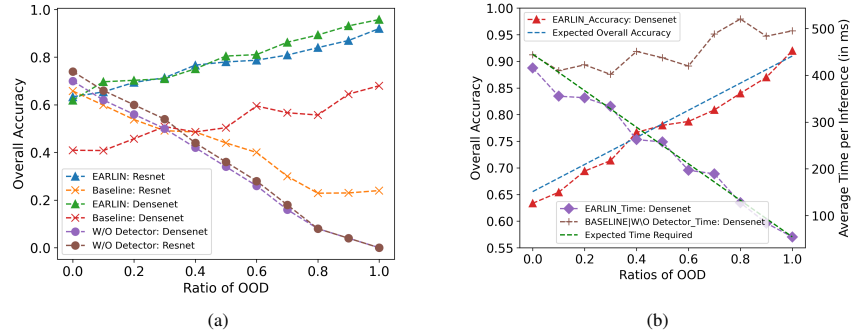 1.0
0.8
0.6
0.4
0.2
0.0
Overall Accuracy
EARLIN: Resnet
Baseline: Resnet
EARLIN: Densenet
Baseline: Densenet
W/O Detector: Densenet
W/O Detector: Resnet
0.0 0.2 0.4 0.6 0.8 1.0
Ratio of OOD
(a)
1.00
0.95
0.90
0.85
0.80
0.75
0.70
0.65
0.60
0.55
Overall Accuracy
EARLIN_Accuracy: Densenet
Expected Overall Accuracy
EARLIN_Time: Densenet
BASELINE|W\O Detector_Time: Densenet
Expected Time Required
500
400
300
200
100
Average Time per Inference (in ms)
0.0 0.2 0.4 0.6 0.8 1.0
Ratios of OOD
(b)